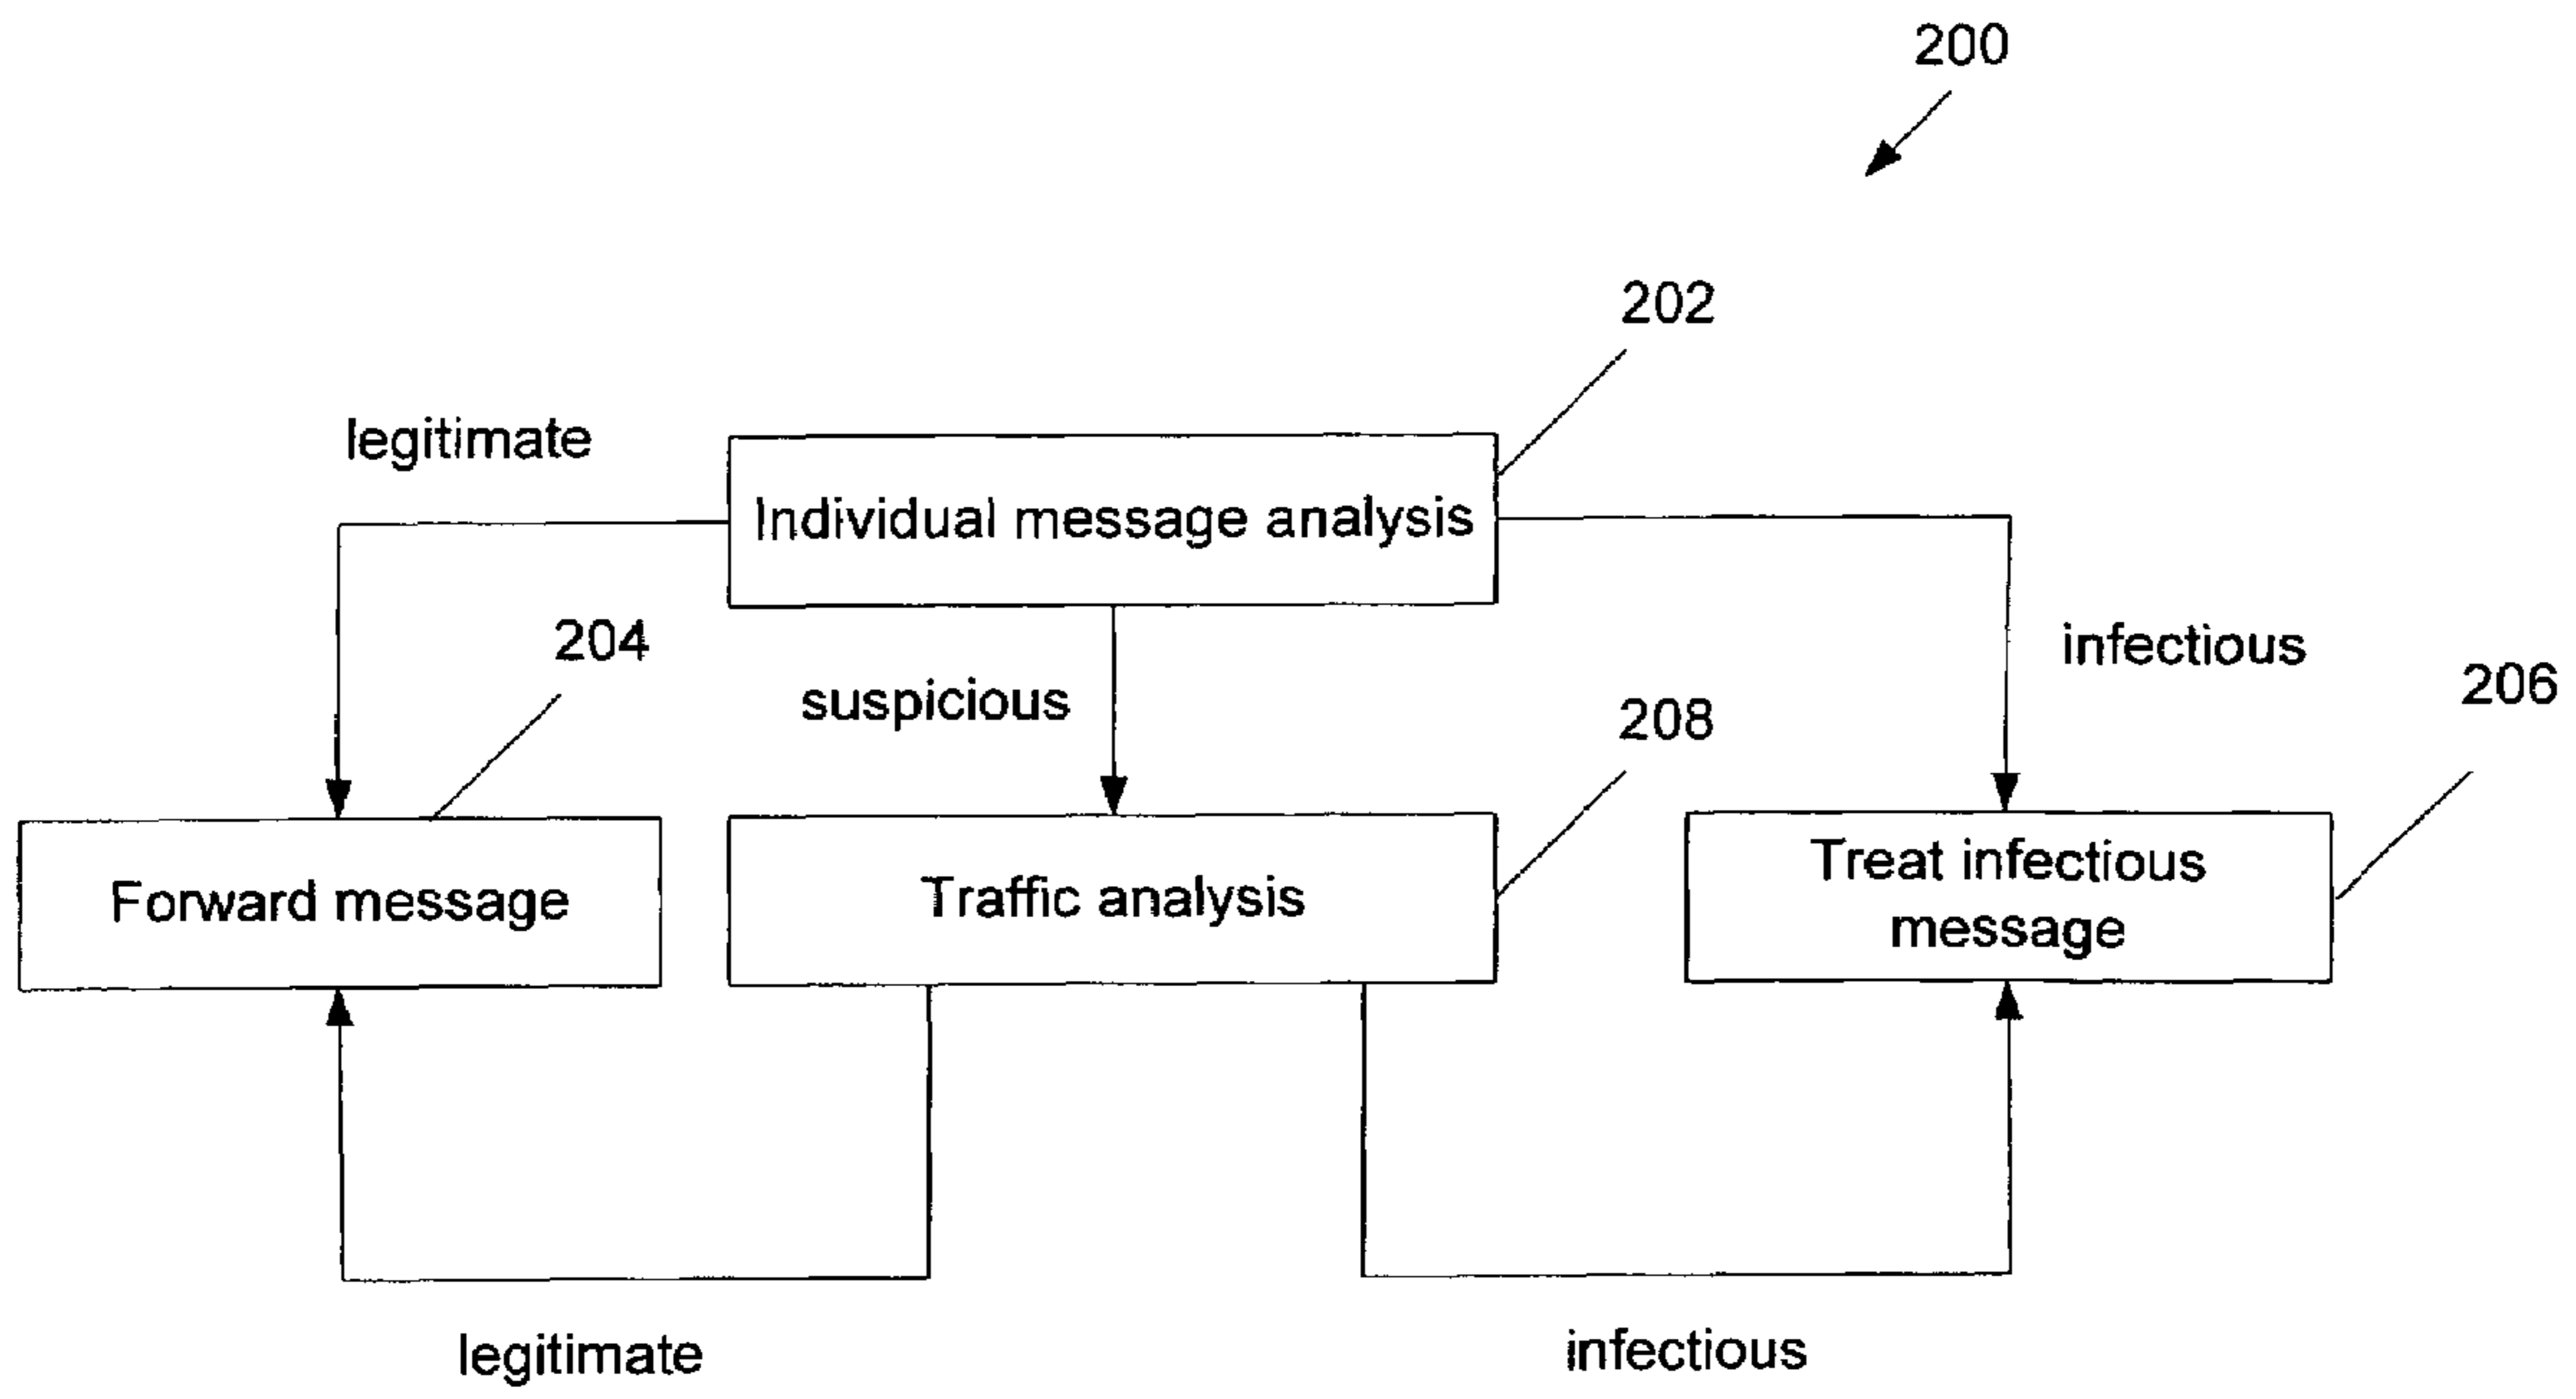 200
202
legitimate
Individual message analysis
204
suspicious
infectious
208
206
Forward message
Traffic analysis
Treat infectious
message
legitimate
infectious